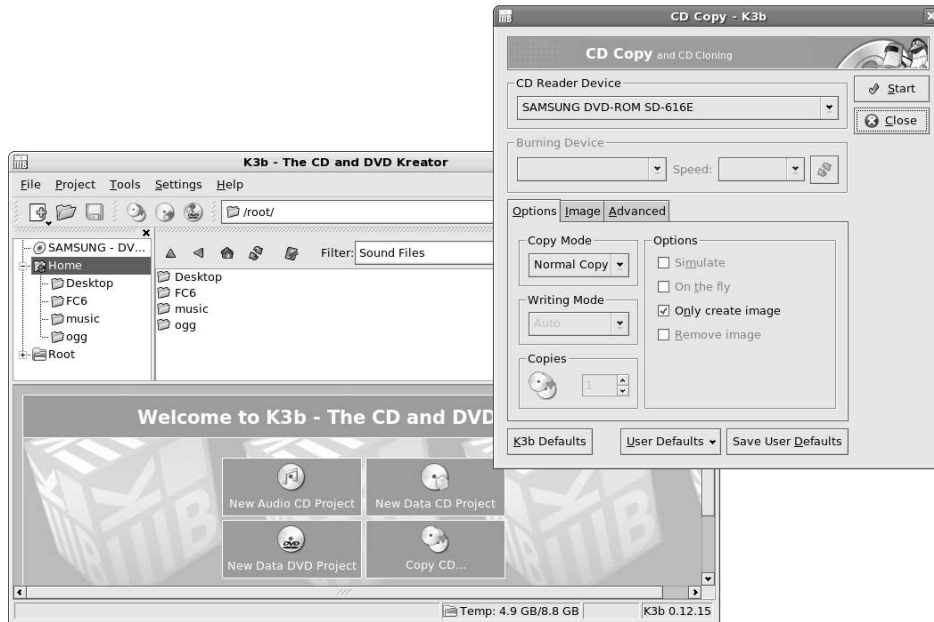 CD Copy - K3b
CD Copy and CD Cloning
CD Reader Device
SAMSUNG DVD-ROM SD-616E
Start
Close
Burning Device
Speed:
Options Image Advanced
Copy Mode
Normal Copy
Writing Mode
Auto
Copies
1
Options
Simulate
On the fly
Only create image
Remove image
K3b Defaults User Defaults Save User Defaults
K3b - The CD and DVD Kreator
File Project Tools Settings Help
/root/
SAMSUNG - DV...
Home
Desktop
FC6
music
ogg
Root
Filter: Sound Files
Desktop
FC6
music
ogg
Welcome to K3b - The CD and DVD
New Audio CD Project
New Data CD Project
New Data DVD Project
Copy CD...
Temp: 4.9 GB/8.8 GB
K3b 0.12.15